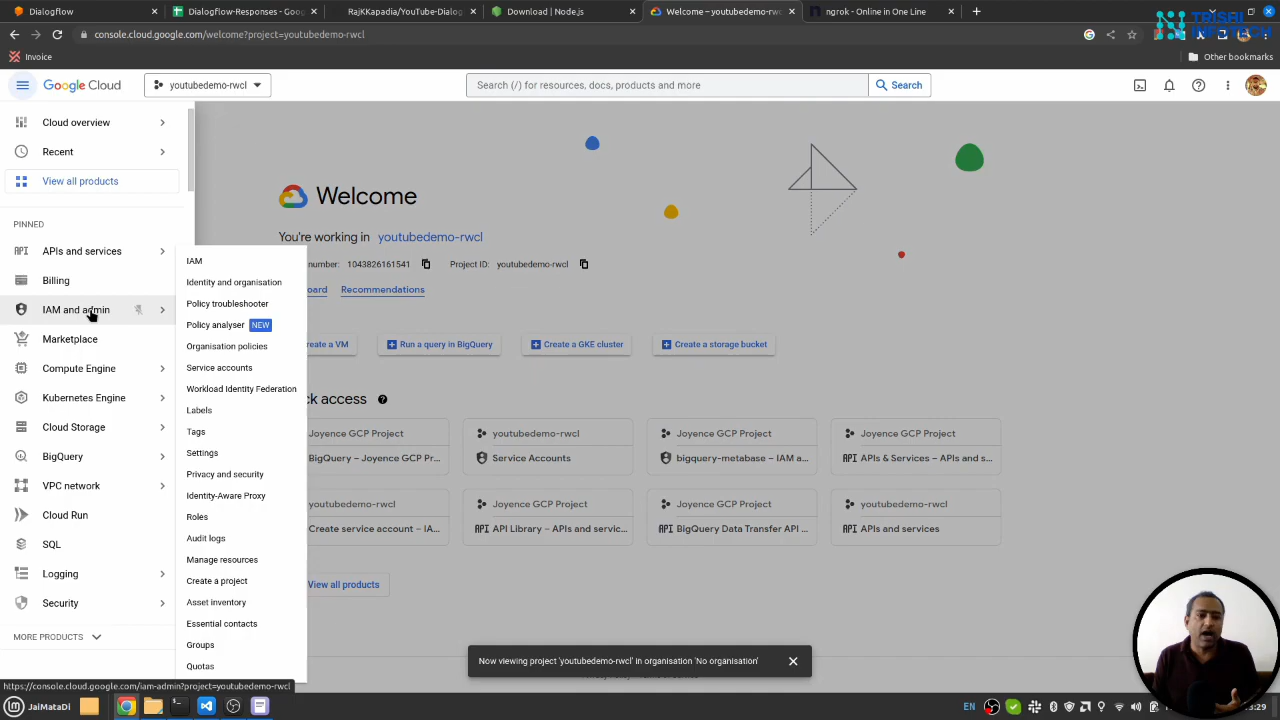 Dialogflow
Dialogflow-Responses - Goog
RajKKapadia/YouTube-Dialog
Download | Node.js
Welcome – youtubedemo-rwcl
ngrok - Online in One Line
console.cloud.google.com/welcome?project=youtubedemo-rwcl
TRISHI INFOTECH
Invoice
Other bookmarks
Google Cloud
youtubedemo-rwcl
Search (/) for resources, docs, products and more
Search
Cloud overview
Recent
View all products
PINNED
APIs and services
Billing
IAM and admin
Marketplace
Compute Engine
Kubernetes Engine
Cloud Storage
BigQuery
VPC network
Cloud Run
SQL
Logging
Security
MORE PRODUCTS
IAM
Identity and organisation
Policy troubleshooter
Policy analyser NEW
Organisation policies
Service accounts
Workload Identity Federation
Labels
Tags
Settings
Privacy and security
Identity-Aware Proxy
Roles
Audit logs
Manage resources
Create a project
Asset inventory
Essential contacts
Groups
Quotas
Welcome
You're working in youtubedemo-rwcl
number: 1043826161541 Project ID: youtubedemo-rwcl
oard Recommendations
reate a VM
Run a query in BigQuery
Create a GKE cluster
Create a storage bucket
ck access
Joyence GCP Project
BigQuery – Joyence GCP Pr...
youtubedemo-rwcl
Service Accounts
Joyence GCP Project
bigquery-metabase – IAM a...
Joyence GCP Project
API APIs & Services – APIs and s...
youtubedemo-rwcl
Create service account – IA...
Joyence GCP Project
API API Library – APIs and servic...
Joyence GCP Project
API BigQuery Data Transfer API ...
youtubedemo-rwcl
API APIs and services
View all products
Now viewing project 'youtubedemo-rwcl' in organisation 'No organisation'
https://console.cloud.google.com/iam-admin?project=youtubedemo-rwcl
JaiMataDi
EN
3:29